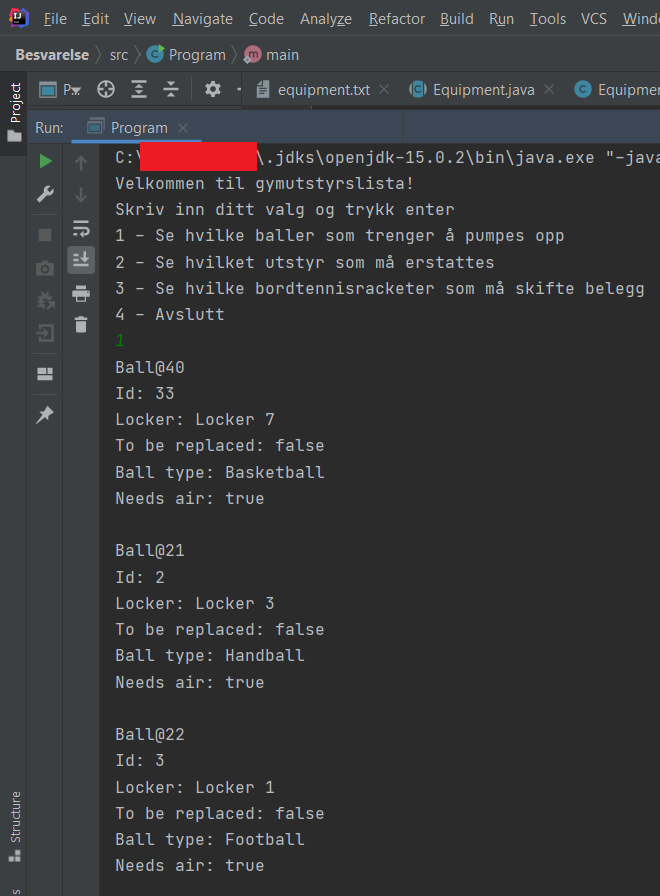 File Edit View Navigate Code Analyze Refactor Build Run Tools VCS
Besvarelse src Program main
Project
equipment.txt Equipment.java
Run: Program
C:\ \.jdks\openjdk-15.0.2\bin\java.exe
Velkommen til gymutstyrslista!
Skriv inn ditt valg og trykk enter
1 - Se hvilke baller som trenger å pumpes opp
2 - Se hvilket utstyr som må erstattes
3 - Se hvilke bordtennisracketer som må skifte belegg
4 - Avslutt
1
Ball@40
Id: 33
Locker: Locker 7
To be replaced: false
Ball type: Basketball
Needs air: true
Ball@21
Id: 2
Locker: Locker 3
To be replaced: false
Ball type: Handball
Needs air: true
Ball@22
Id: 3
Locker: Locker 1
To be replaced: false
Ball type: Football
Needs air: true
Structure